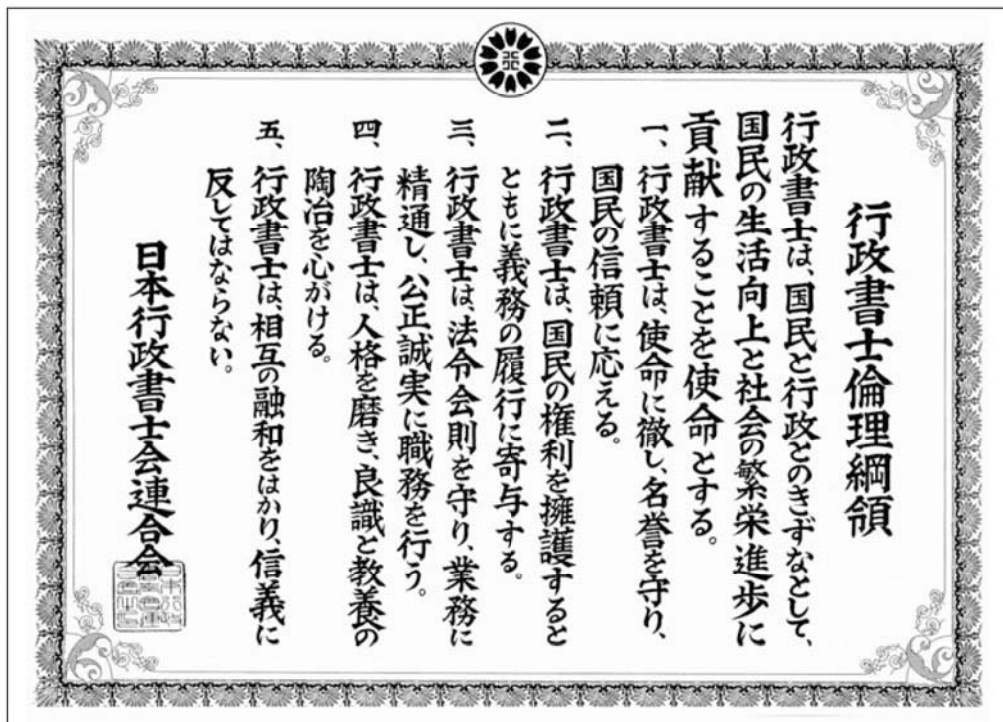 行政書士倫理綱領
行政書士は、国民と行政とのきずなとして、
国民の生活向上と社会の繁栄進歩に
貢献することを使命とする。
一、行政書士は、使命に徹し、名誉を守り、
国民の信頼に応える。
二、行政書士は、国民の権利を擁護すると
ともに義務の履行に寄与する。
三、行政書士は、法令会則を守り、業務に
精通し、公正誠実に職務を行う。
四、行政書士は、人格を磨き、良識と教養の
陶冶を心がける。
五、行政書士は、相互の融和をはかり、信義に
反してはならない。
日本行政書士会連合会